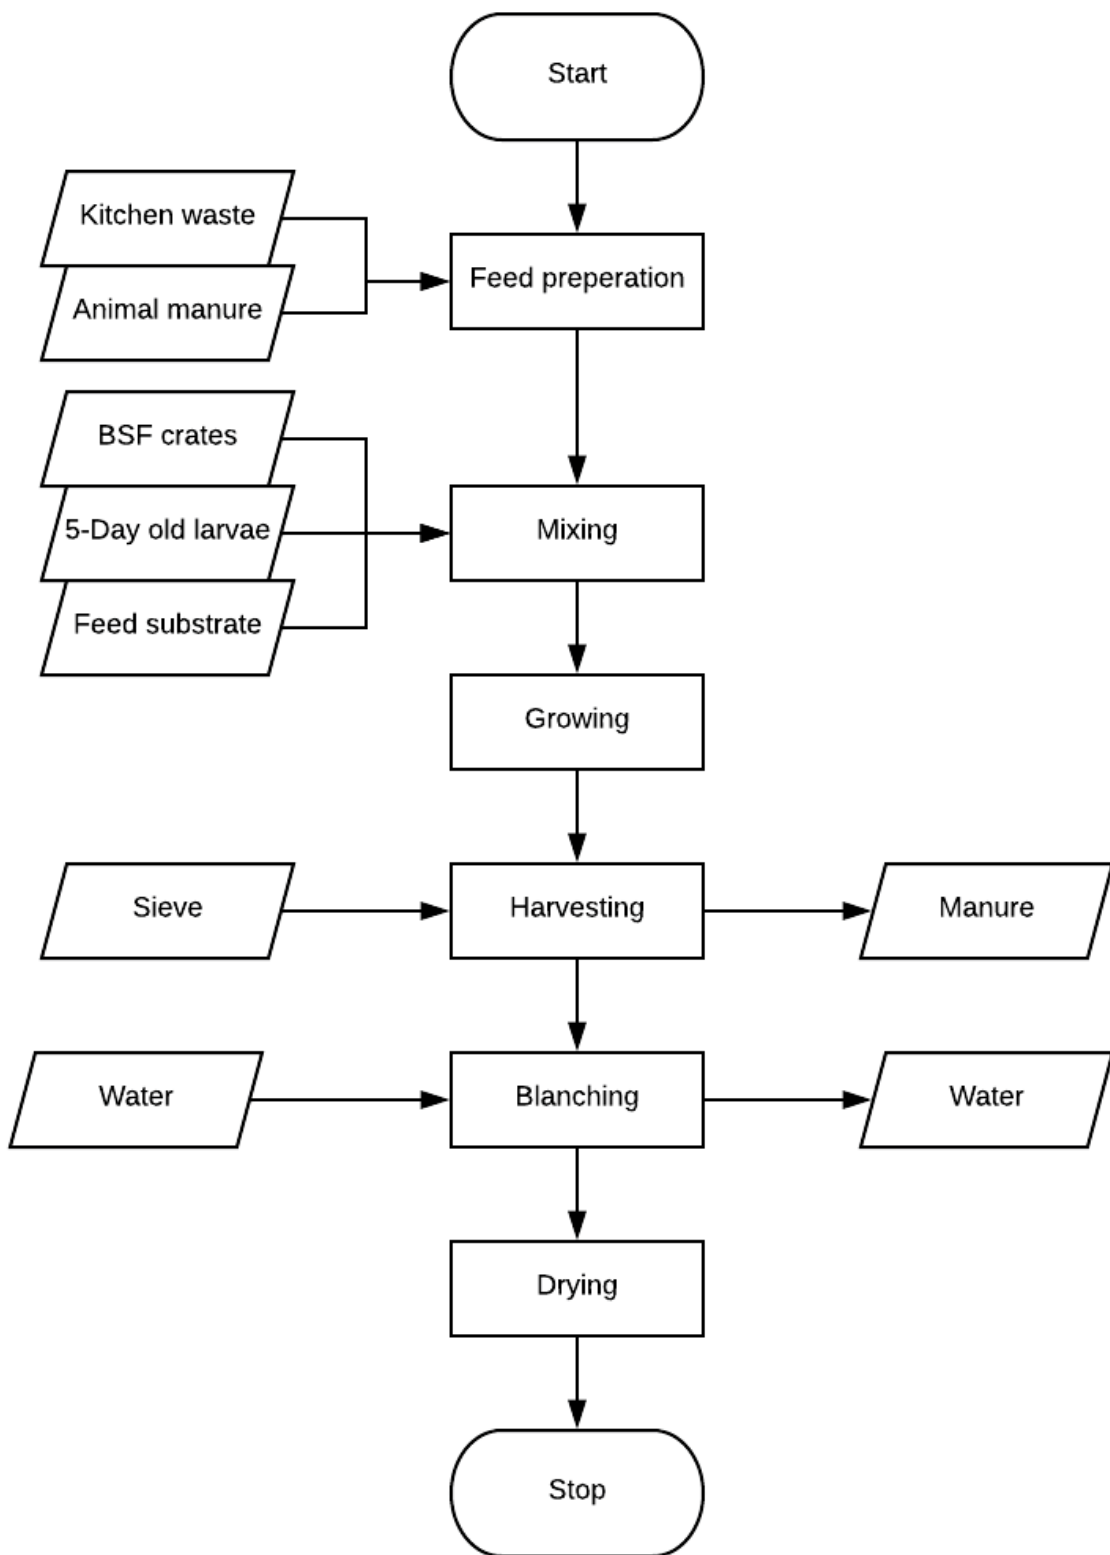 Start
Kitchen waste
Animal manure
Feed preperation
BSF crates
5-Day old larvae
Feed substrate
Mixing
Growing
Sieve
Harvesting
Manure
Water
Blanching
Water
Drying
Stop